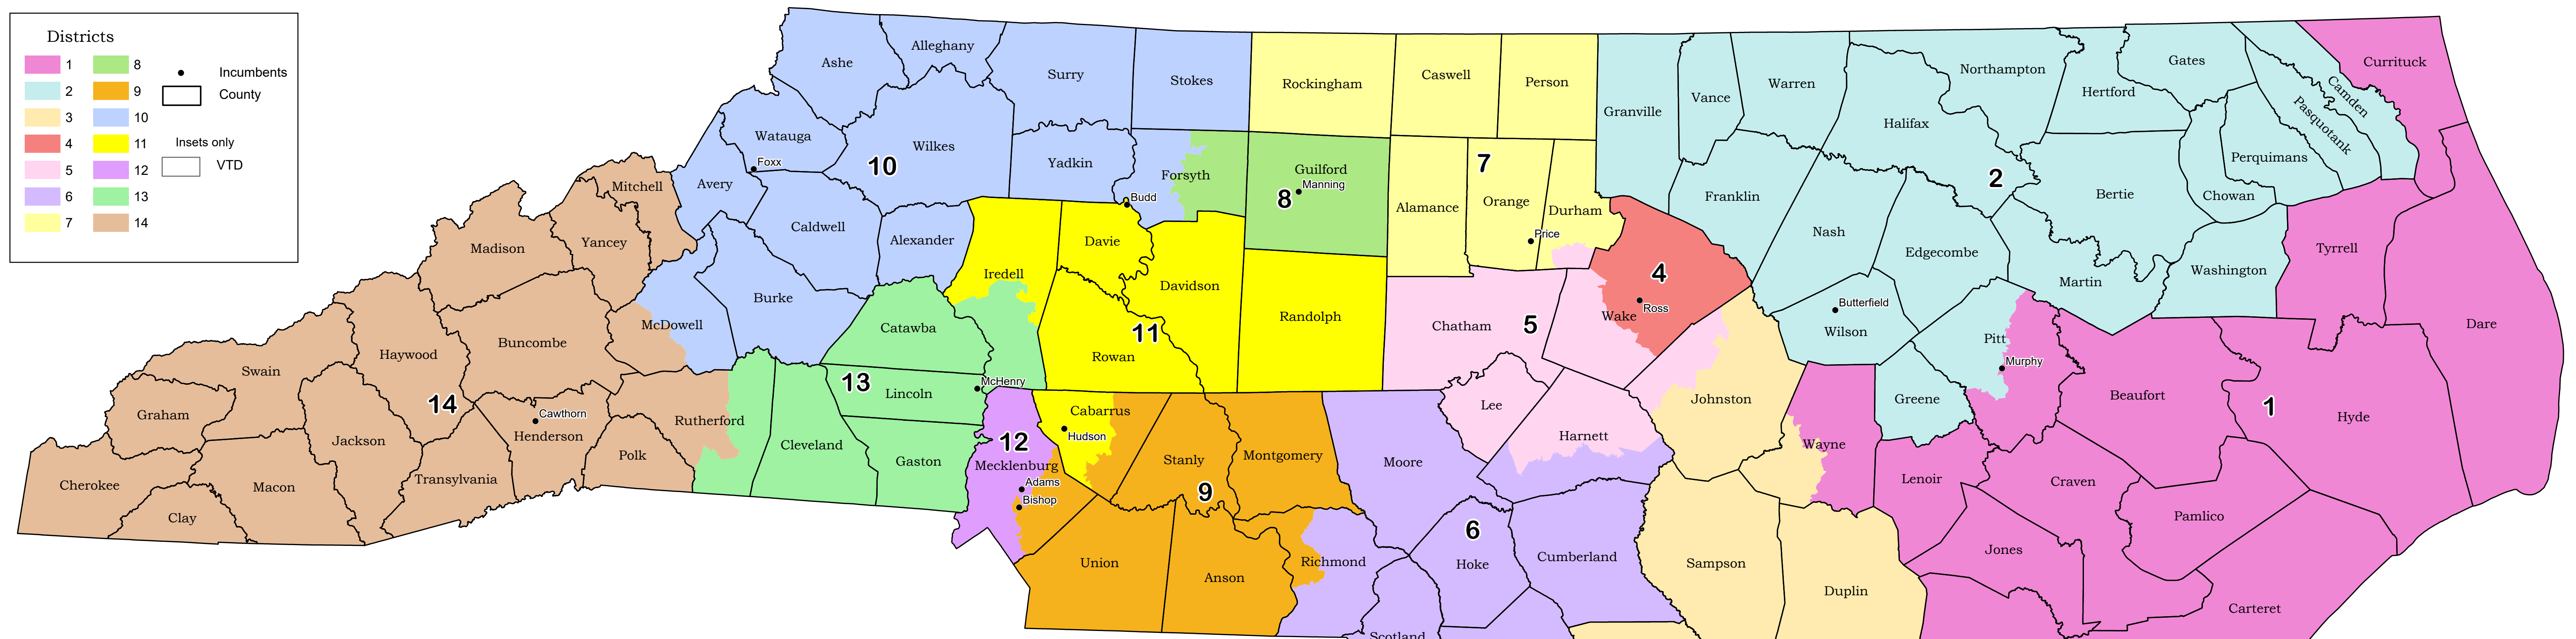 Districts
1
8
Incumbents
2
9
County
3
10
4
11
Insets only
5
12
VTD
6
13
7
14
Ashe
Alleghany
Surry
Stokes
Rockingham
Caswell
Person
Granville
Vance
Warren
Northampton
Hertford
Gates
Camden
Pasquotank
Currituck
Watauga
Foxx
10
Wilkes
Yadkin
Forsyth
Guilford
Manning
8
7
Halifax
2
Bertie
Perquimans
Chowan
Mitchell
Avery
Yancey
Madison
Caldwell
Alexander
Budd
Davie
Iredell
Davidson
Randolph
Alamance
Orange
Durham
Price
4
Ross
Wake
Franklin
Nash
Edgecombe
Martin
Washington
Tyrrell
Dare
McDowell
Burke
Catawba
11
Rowan
Chatham
5
Butterfield
Wilson
Pitt
Murphy
Buncombe
Haywood
Swain
Graham
14
Cawthorn
Henderson
Rutherford
Cleveland
13
Lincoln
McHenry
Gaston
12
Mecklenburg
Adams
Bishop
Cabarrus
Hudson
Stanly
Montgomery
9
Moore
Lee
Harnett
Johnston
Wayne
Greene
Beaufort
1
Hyde
Cherokee
Clay
Macon
Jackson
Transylvania
Polk
Union
Anson
Richmond
6
Hoke
Cumberland
Scotland
Sampson
Duplin
Lenoir
Craven
Pamlico
Jones
Carteret